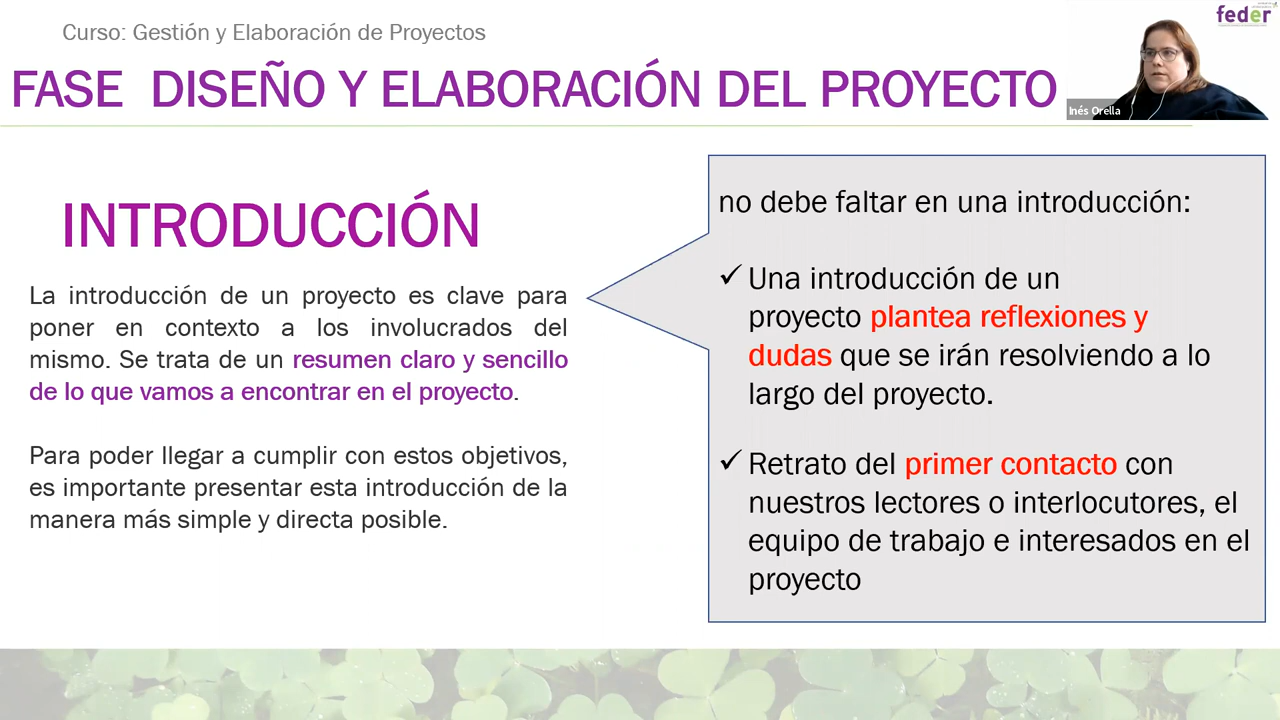 Curso: Gestión y Elaboración de Proyectos
feder
FASE DISEÑO Y ELABORACIÓN DEL PROYECTO
Inés Orella
INTRODUCCIÓN
La introducción de un proyecto es clave para
poner en contexto a los involucrados del
mismo. Se trata de un resumen claro y sencillo
de lo que vamos a encontrar en el proyecto.
Para poder llegar a cumplir con estos objetivos,
es importante presentar esta introducción de la
manera más simple y directa posible.
no debe faltar en una introducción:
✓ Una introducción de un
proyecto plantea reflexiones y
dudas que se irán resolviendo a lo
largo del proyecto.
✓ Retrato del primer contacto con
nuestros lectores o interlocutores, el
equipo de trabajo e interesados en el
proyecto